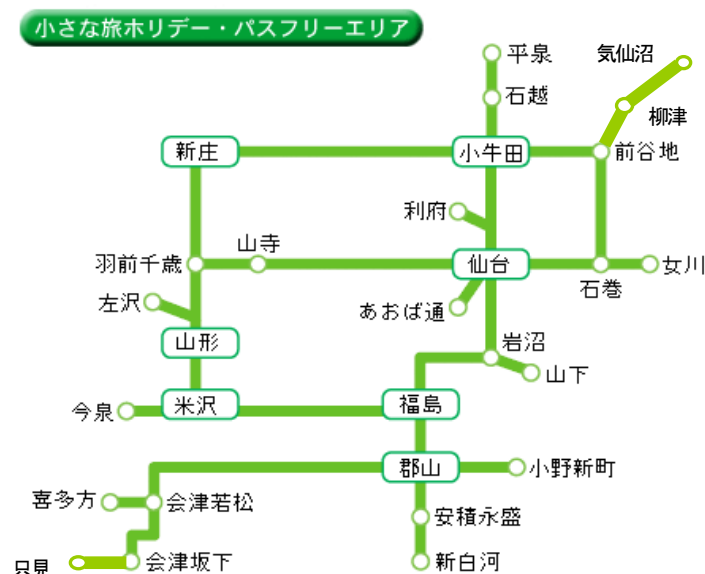 小さな旅ホリデー・パスフリーエリア
平泉
気仙沼
石越
柳津
新庄
小牛田
前谷地
利府
山寺
羽前千歳
仙台
女川
石巻
左沢
あおば通
岩沼
山形
山下
今泉
米沢
福島
郡山
小野新町
喜多方
会津若松
安積永盛
只見
会津坂下
新白河